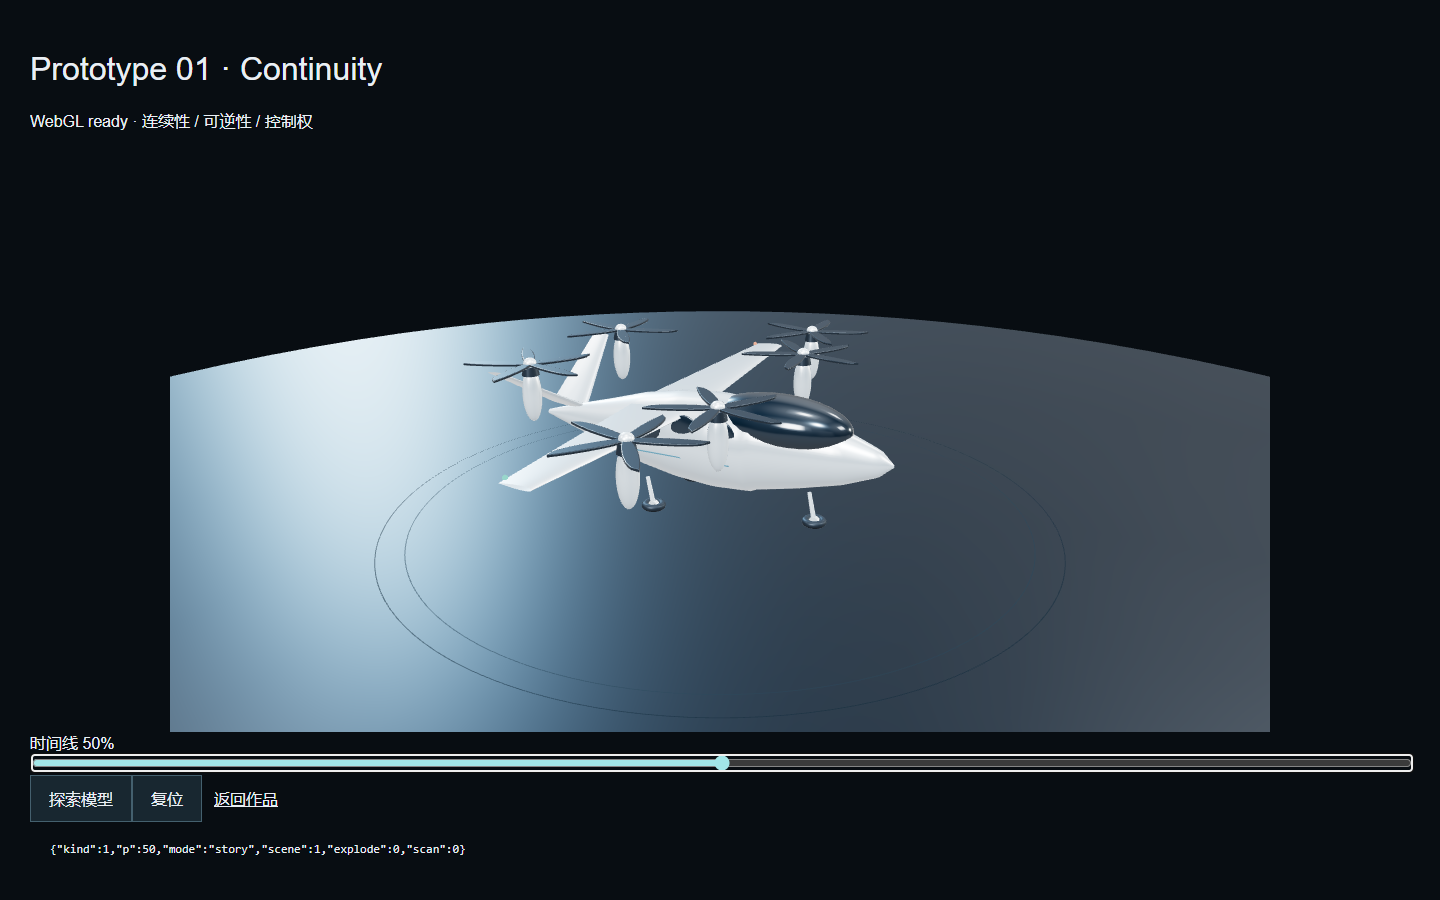 Prototype 01 · Continuity
WebGL ready · 连续性 / 可逆性 / 控制权
时间线 50%
探索模型 复位 返回作品
{"kind":1,"p":50,"mode":"story","scene":1,"explode":0,"scan":0}